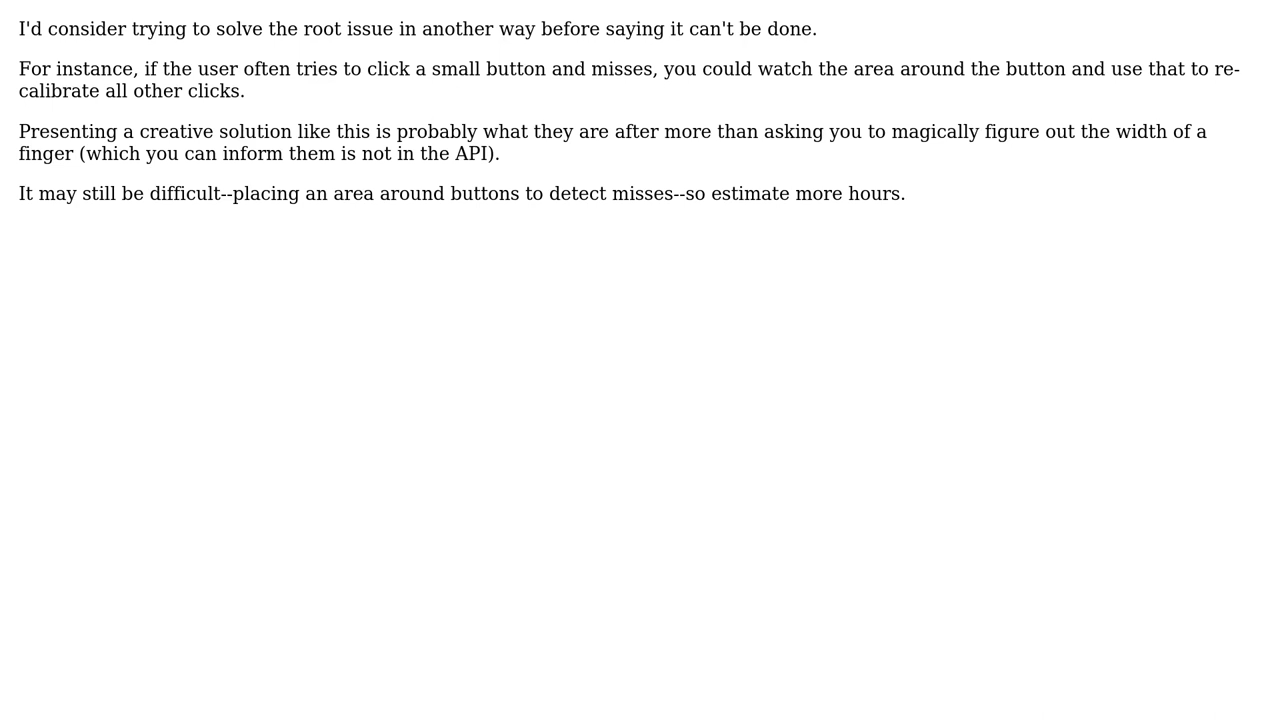 I'd consider trying to solve the root issue in another way before saying it can't be done.
For instance, if the user often tries to click a small button and misses, you could watch the area around the button and use that to re-
calibrate all other clicks.
Presenting a creative solution like this is probably what they are after more than asking you to magically figure out the width of a
finger (which you can inform them is not in the API).
It may still be difficult--placing an area around buttons to detect misses--so estimate more hours.